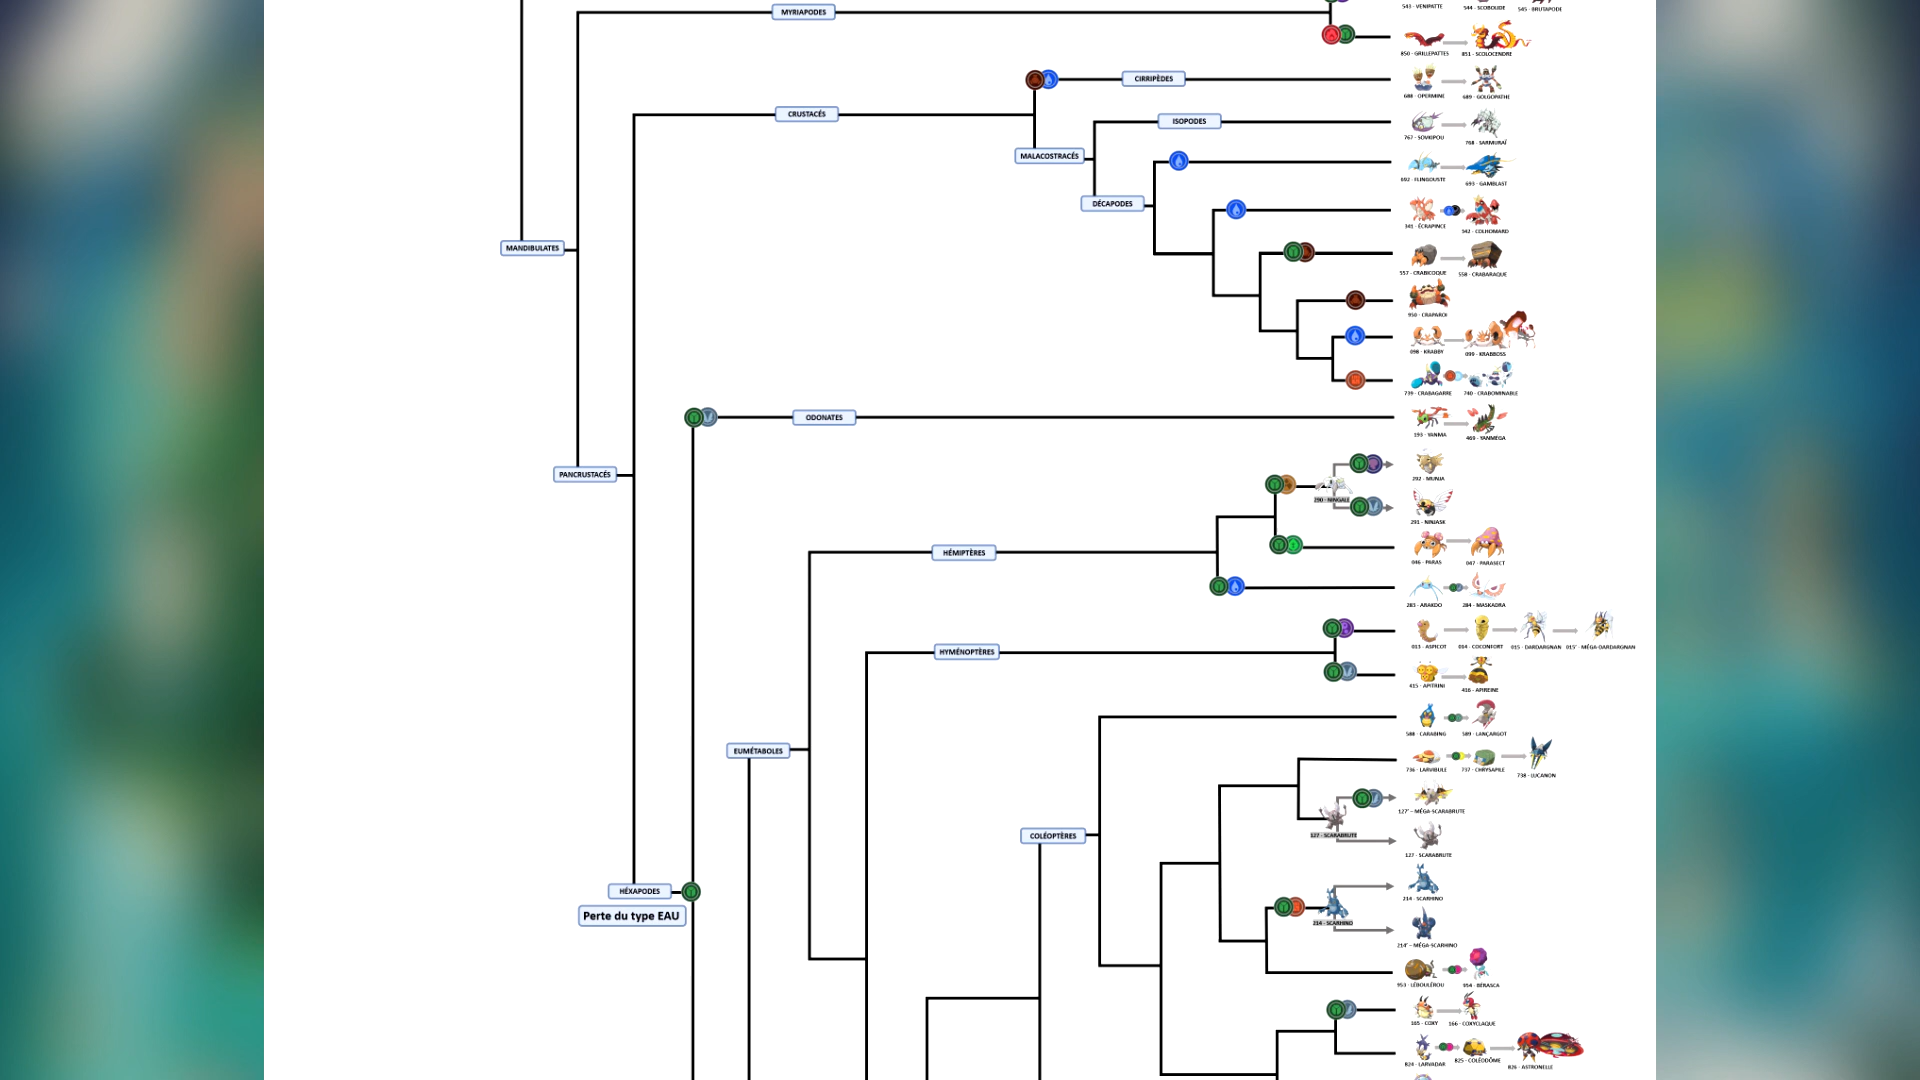 MYRIAPODES
543 - VENIPATTE
544 - SCOBOLIDE
545 - BRUTAPODE
850 - GRILLEPATTES
851 - SCOLOCENDRE
CIRRIPÈDES
688 - OPERMINE
689 - GOLGOPATHE
CRUSTACÉS
ISOPODES
767 - SOVKIPOU
768 - SARMURAÏ
MALACOSTRACÉS
692 - FLINGOUSTE
693 - GAMBLAST
DÉCAPODES
341 - ÉCRAPINCE
342 - COLHOMARD
MANDIBULATES
557 - CRABICOQUE
558 - CRABARAQUE
950 - CRAPAROI
098 - KRABBY
099 - KRABBOSS
739 - CRABAGARRE
740 - CRABOMINABLE
ODONATES
193 - YANMA
469 - YANMEGA
PANCRUSTACÉS
292 - MUNJA
290 - NINGALE
291 - NINJASK
HÉMIPTÈRES
046 - PARAS
047 - PARASECT
283 - ARAKDO
284 - MASKADRA
HYMÉNOPTÈRES
013 - ASPICOT
014 - COCONFORT
015 - DARDARGNAN
015' - MÉGA-DARDARGNAN
415 - APITRINI
416 - APIREINE
588 - CARABING
589 - LANÇARGOT
EUMÉTABOLES
736 - LARVIBULE
737 - CHRYSAPILE
738 - LUCANON
127' - MÉGA-SCARABRUTE
COLÉOPTÈRES
127 - SCARABRUTE
127 - SCARABRUTE
HÉXAPODES
Perte du type EAU
214 - SCARHINO
214 - SCARHINO
214' - MÉGA-SCARHINO
953 - LÉBOULÉROU
954 - BÉRASCA
165 - COXY
166 - COXYCLAQUE
824 - LARVADAR
825 - COLÉODÔME
826 - ASTRONELLE